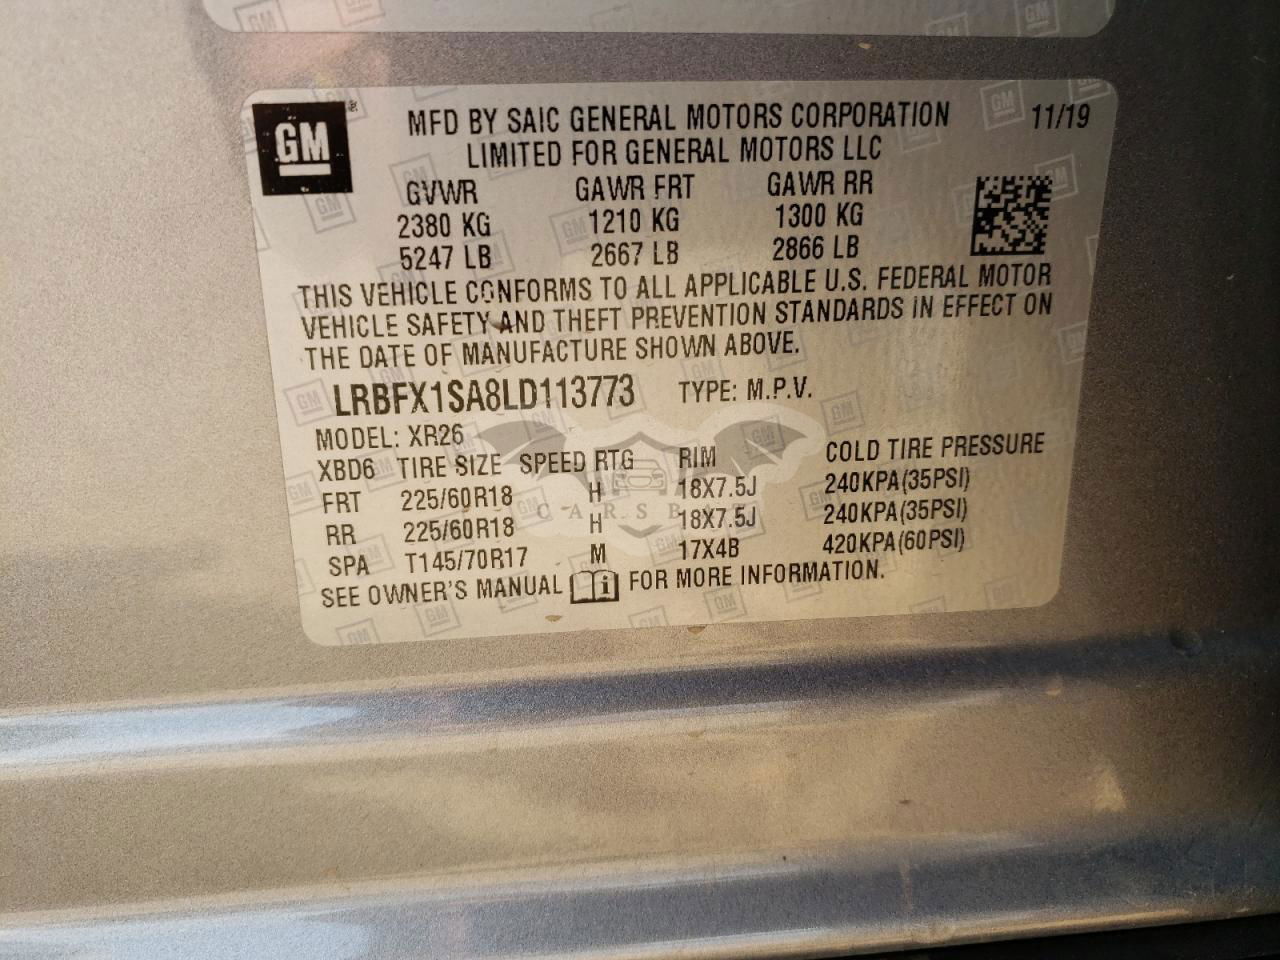 GM
MFD BY SAIC GENERAL MOTORS CORPORATION 11/19
LIMITED FOR GENERAL MOTORS LLC
GVWR GAWR FRT GAWR RR
2380 KG 1210 KG 1300 KG
5247 LB 2667 LB 2866 LB
THIS VEHICLE CONFORMS TO ALL APPLICABLE U.S. FEDERAL MOTOR
VEHICLE SAFETY AND THEFT PREVENTION STANDARDS IN EFFECT ON
THE DATE OF MANUFACTURE SHOWN ABOVE.
LRBFX1SA8LD113773 TYPE: M.P.V.
MODEL: XR26
XBD6 TIRE SIZE SPEED RTG RIM COLD TIRE PRESSURE
FRT 225/60R18 H 18X7.5J 240KPA(35PSI)
RR 225/60R18 H 18X7.5J 240KPA(35PSI)
SPA T145/70R17 M 17X4B 420KPA(60PSI)
SEE OWNER'S MANUAL i FOR MORE INFORMATION.